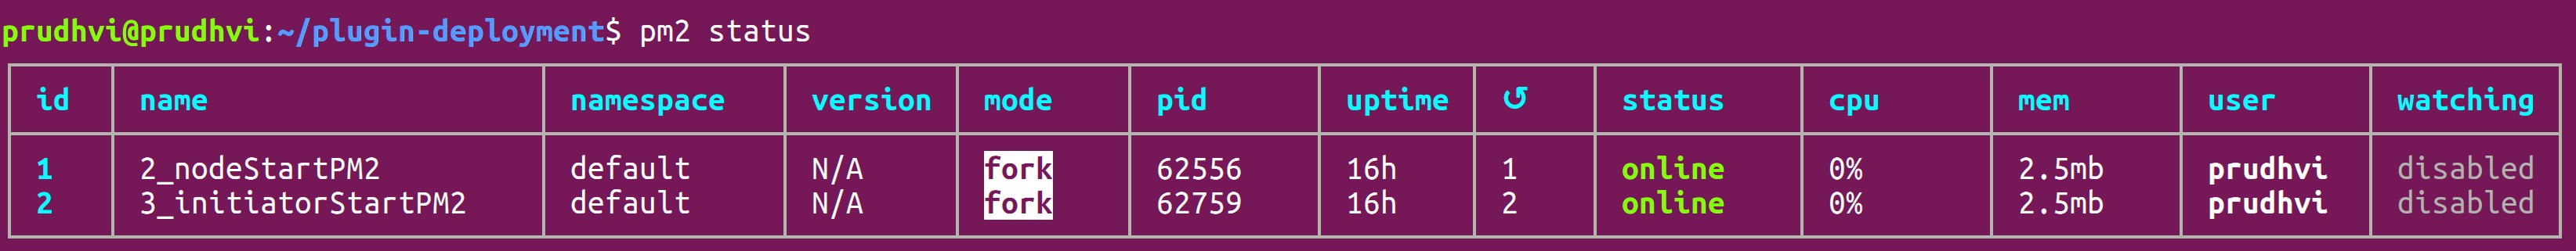 prudhvi@prudhvi:~/plugin-deployment$ pm2 status
id name namespace version mode pid uptime ↺ status cpu mem user watching
1 2_nodeStartPM2 default N/A fork 62556 16h 1 online 0% 2.5mb prudhvi disabled
2 3_initiatorStartPM2 default N/A fork 62759 16h 2 online 0% 2.5mb prudhvi disabled